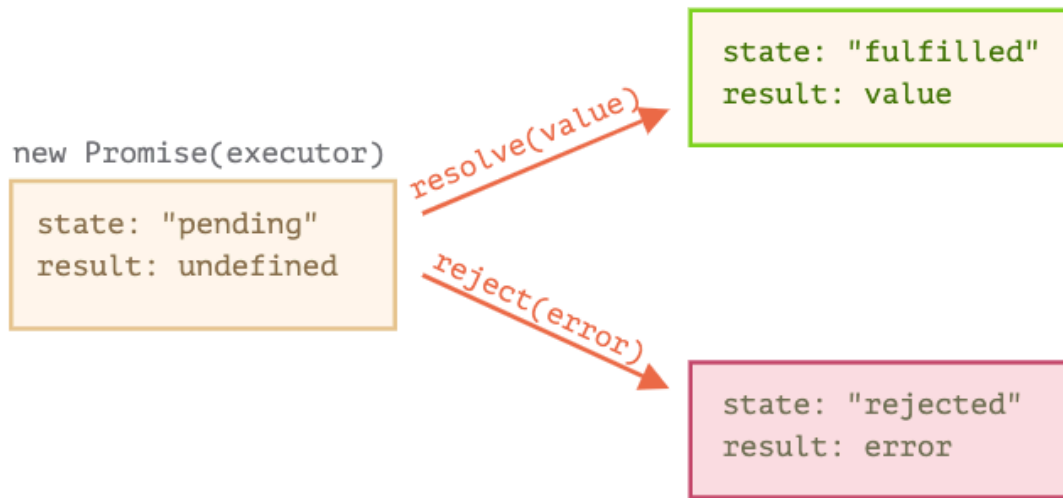 new Promise(executor)
state: "pending"
result: undefined
resolve(value)
reject(error)
state: "fulfilled"
result: value
state: "rejected"
result: error